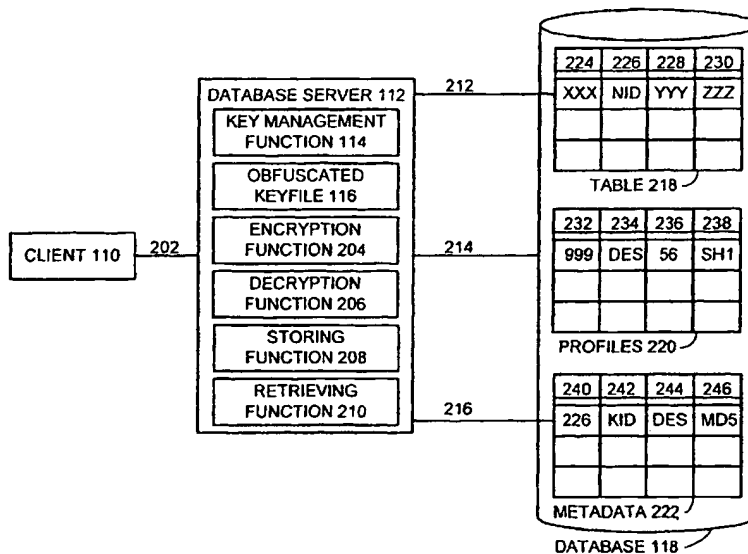 CLIENT 110
202
DATABASE SERVER 112
KEY MANAGEMENT
FUNCTION 114
OBFUSCATED
KEYFILE 116
ENCRYPTION
FUNCTION 204
DECRYPTION
FUNCTION 206
STORING
FUNCTION 208
RETRIEVING
FUNCTION 210
212
214
216
224 226 228 230
XXX NID YYY ZZZ
TABLE 218
232 234 236 238
999 DES 56 SH1
PROFILES 220
240 242 244 246
226 KID DES MD5
METADATA 222
DATABASE 118